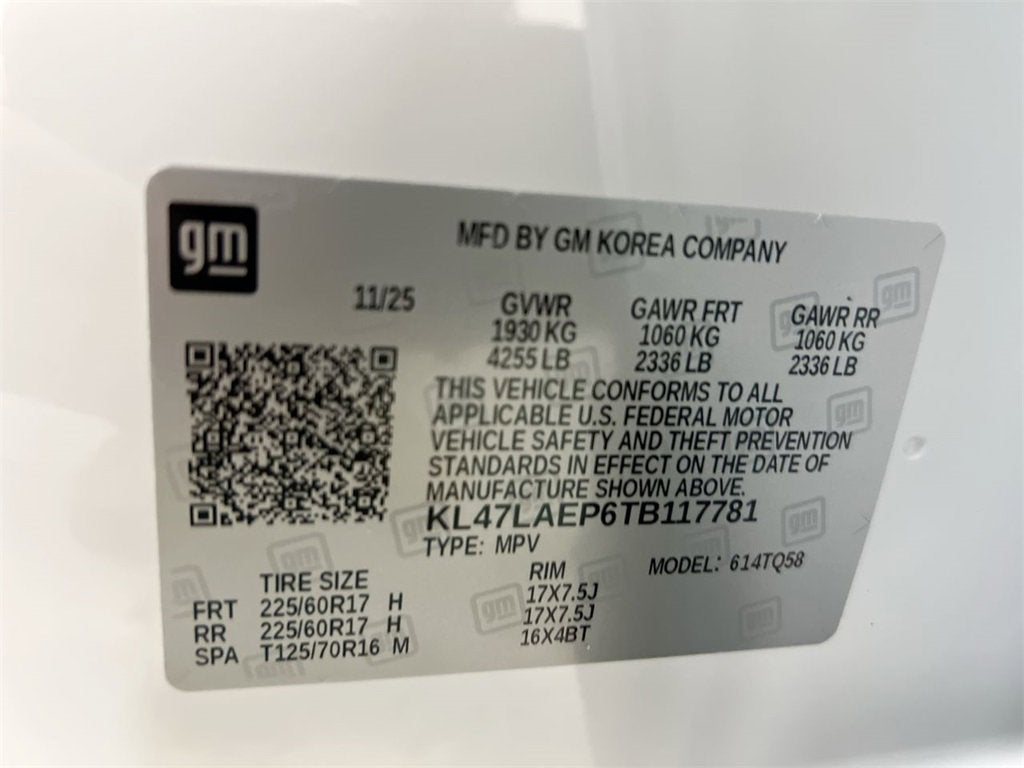 gm
MFD BY GM KOREA COMPANY
11/25 GVWR GAWR FRT GAWR RR
1930 KG 1060 KG 1060 KG
4255 LB 2336 LB 2336 LB
THIS VEHICLE CONFORMS TO ALL
APPLICABLE U.S. FEDERAL MOTOR
VEHICLE SAFETY AND THEFT PREVENTION
STANDARDS IN EFFECT ON THE DATE OF
MANUFACTURE SHOWN ABOVE.
KL47LAEP6TB117781
TYPE: MPV MODEL: 614TQ58
TIRE SIZE RIM
FRT 225/60R17 H 17X7.5J
RR 225/60R17 H 17X7.5J
SPA T125/70R16 M 16X4BT